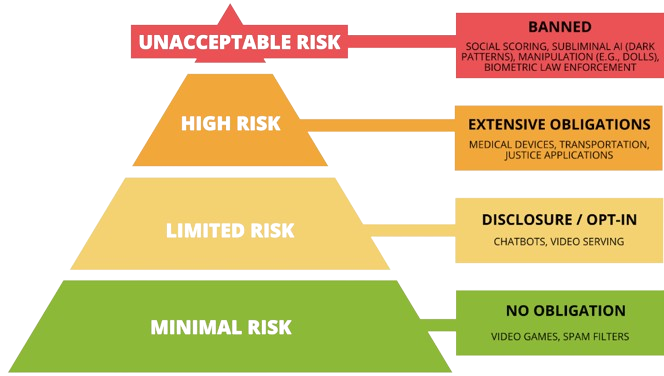 UNACCEPTABLE RISK
BANNED
SOCIAL SCORING, SUBLIMINAL AI (DARK
PATTERNS), MANIPULATION (E.G., DOLLS),
BIOMETRIC LAW ENFORCEMENT
HIGH RISK
EXTENSIVE OBLIGATIONS
MEDICAL DEVICES, TRANSPORTATION,
JUSTICE APPLICATIONS
LIMITED RISK
DISCLOSURE / OPT-IN
CHATBOTS, VIDEO SERVING
MINIMAL RISK
NO OBLIGATION
VIDEO GAMES, SPAM FILTERS